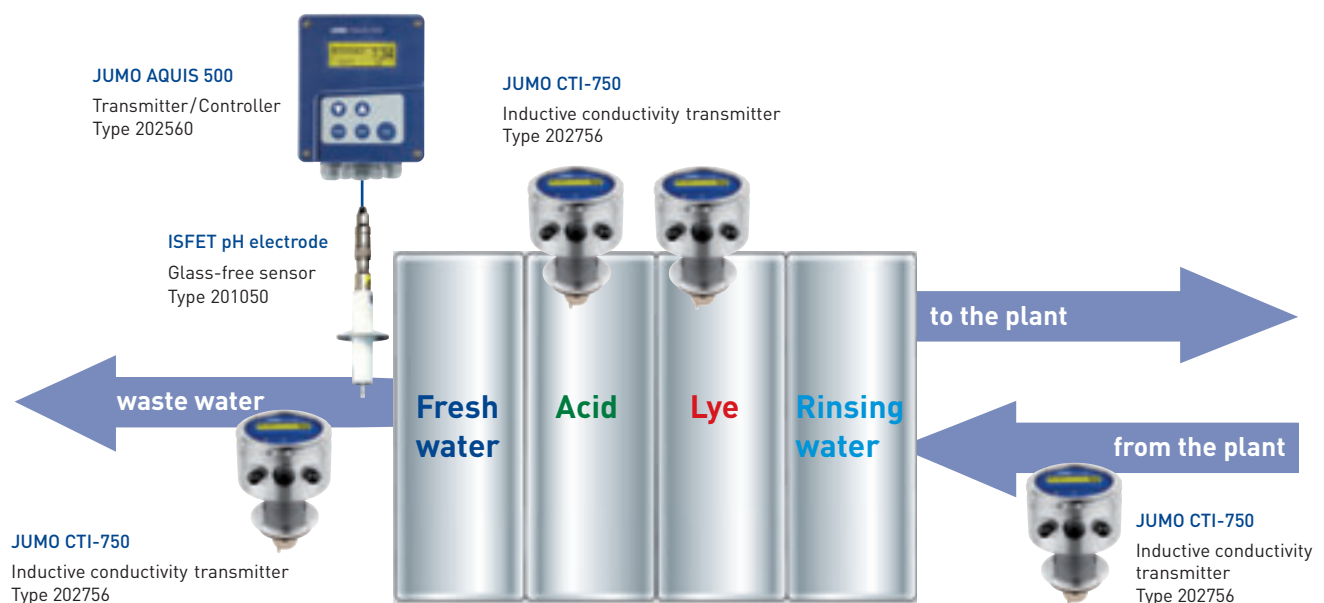 JUMO AQUIS 500
Transmitter/Controller
Type 202560
JUMO CTI-750
Inductive conductivity transmitter
Type 202756
ISFET pH electrode
Glass-free sensor
Type 201050
to the plant
waste water
Fresh
water
Acid
Lye
Rinsing
water
from the plant
JUMO CTI-750
Inductive conductivity transmitter
Type 202756
JUMO CTI-750
Inductive conductivity
transmitter
Type 202756